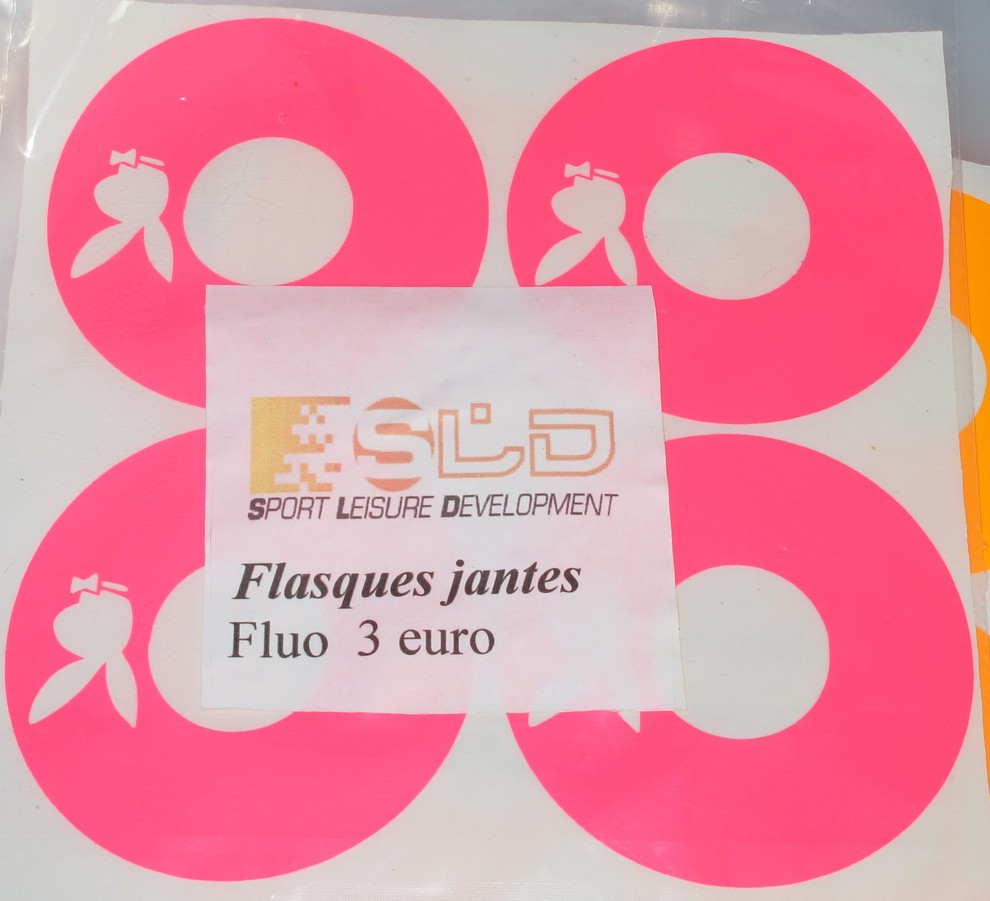 SLD
SPORT LEISURE DEVELOPMENT
Flasques jantes
Fluo 3 euro